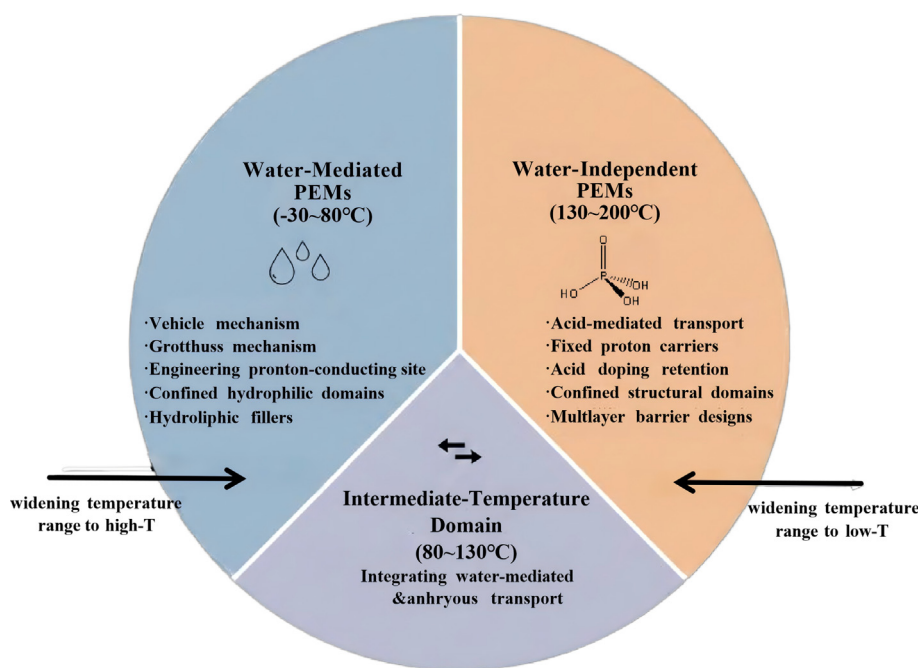 Water-Mediated
PEMs
(-30~80℃)
·Vehicle mechanism
·Grotthuss mechanism
·Engineering pronton-conducting site
·Confined hydrophilic domains
·Hydroliphic fillers
Water-Independent
PEMs
(130~200℃)
O
P
HO
OH
OH
·Acid-mediated transport
·Fixed proton carriers
·Acid doping retention
·Confined structural domains
·Multlayer barrier designs
widening temperature
range to high-T
Intermediate-Temperature
Domain
(80~130℃)
Integrating water-mediated
&anhryous transport
widening temperature
range to low-T